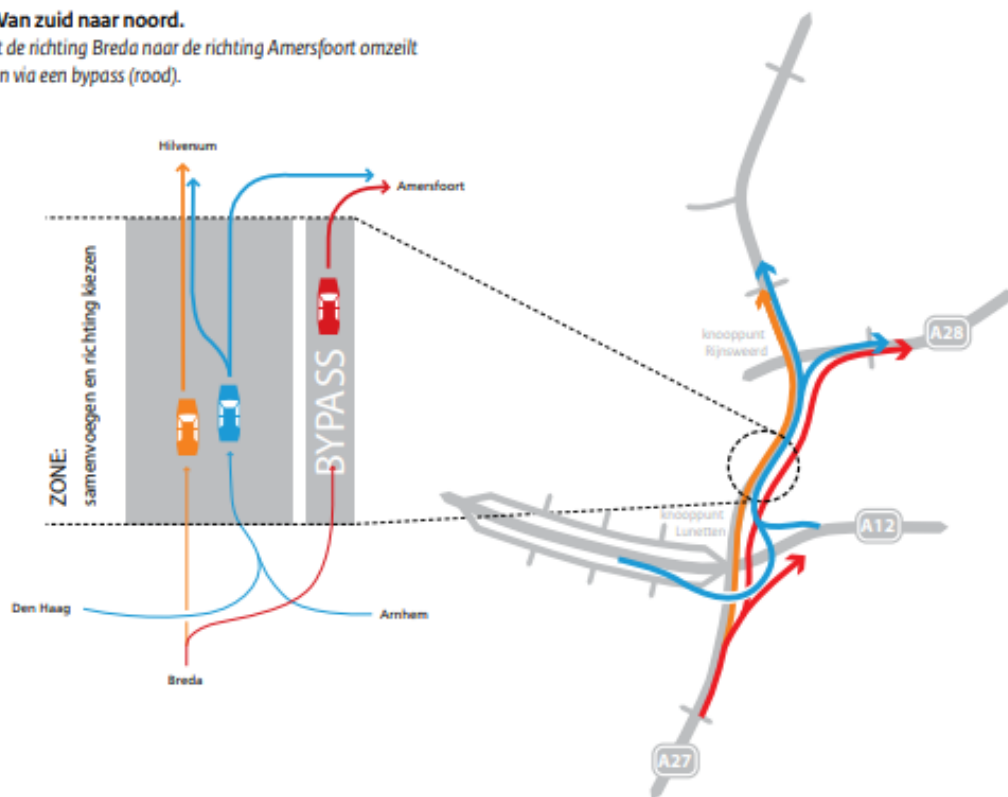 Van zuid naar noord.
t de richting Breda naar de richting Amersfoort omzeilt
n via een bypass (rood).
Hilversum
Amersfoort
ZONE:
samenvoegen en richting kiezen
BYPASS
Den Haag
Arnhem
Breda
knooppunt
Rijnsweerd
A28
knooppunt
Lunetten
A12
A27